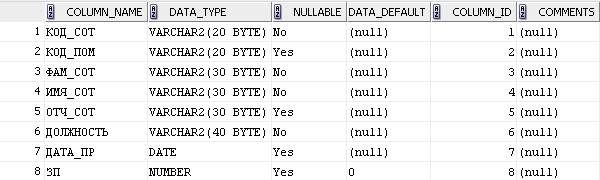 COLUMN_NAME DATA_TYPE NULLABLE DATA_DEFAULT COLUMN_ID COMMENTS
1 КОД_СОТ VARCHAR2(20 BYTE) No (null) 1 (null)
2 КОД_ПОМ VARCHAR2(20 BYTE) Yes (null) 2 (null)
3 ФАМ_СОТ VARCHAR2(30 BYTE) No (null) 3 (null)
4 ИМЯ_СОТ VARCHAR2(30 BYTE) No (null) 4 (null)
5 ОТЧ_СОТ VARCHAR2(30 BYTE) Yes (null) 5 (null)
6 ДОЛЖНОСТЬ VARCHAR2(40 BYTE) No (null) 6 (null)
7 ДАТА_ПР DATE Yes (null) 7 (null)
8 ЗП NUMBER Yes 0 8 (null)